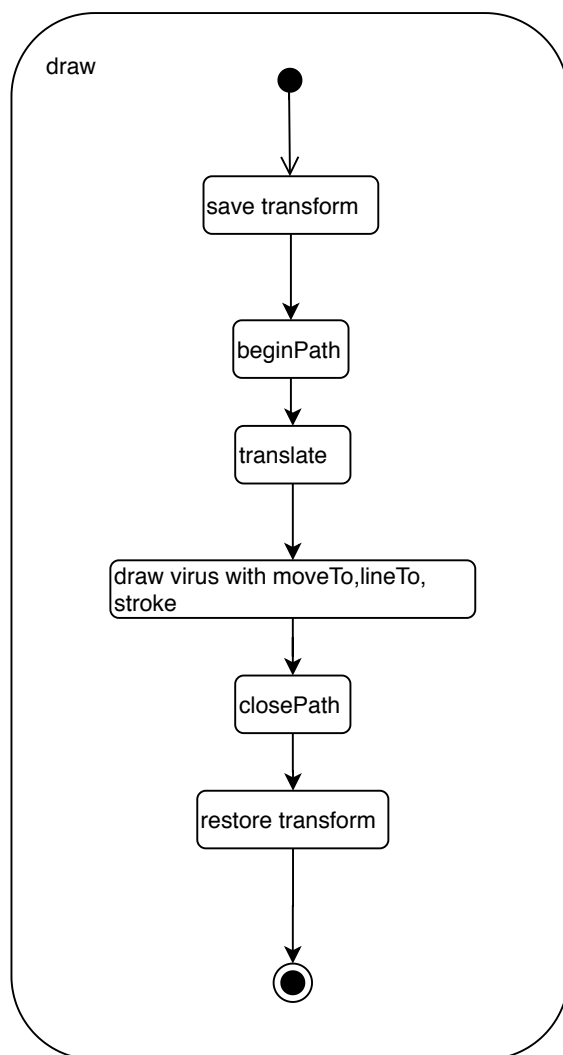 draw
save transform
beginPath
translate
draw virus with moveTo,lineTo,
stroke
closePath
restore transform